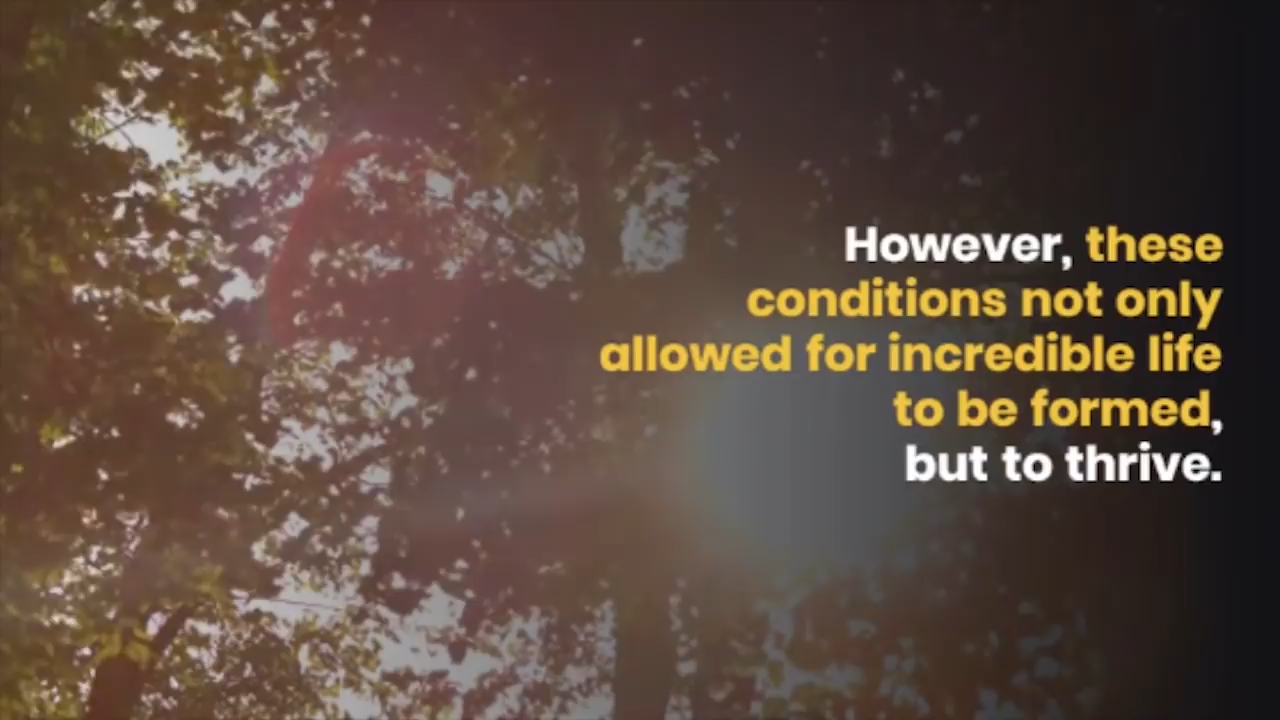 However, these
conditions not only
allowed for incredible life
to be formed,
but to thrive.